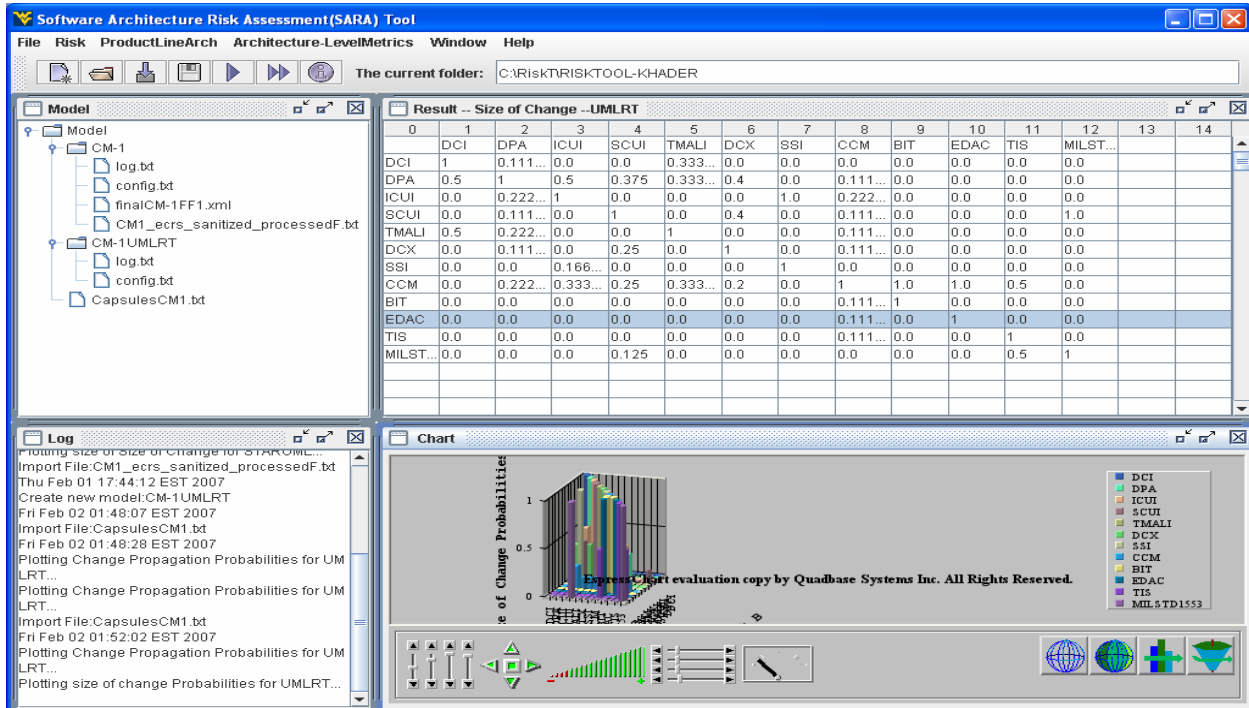 Software Architecture Risk Assessment(SARA) Tool
File Risk ProductLineArch Architecture-LevelMetrics Window Help
The current folder: C:\RiskT\RISKTOOL-KHADER
Model
Model
CM-1
log.txt
config.txt
finalCM-1FF1.xml
CM1_ecrs_sanitized_processedF.txt
CM-1UMLRT
log.txt
config.txt
CapsulesCM1.txt
Result -- Size of Change --UMLRT
0 1 2 3 4 5 6 7 8 9 10 11 12 13 14
DCI DPA ICUI SCUI TMALI DCX SSI CCM BIT EDAC TIS MILST...
DCI 1 0.111... 0.0 0.0 0.333... 0.0 0.0 0.0 0.0 0.0 0.0 0.0
DPA 0.5 1 0.5 0.375 0.333... 0.4 0.0 0.111... 0.0 0.0 0.0 0.0
ICUI 0.0 0.222... 1 0.0 0.0 0.0 1.0 0.222... 0.0 0.0 0.0 0.0
SCUI 0.0 0.111... 0.0 1 0.0 0.4 0.0 0.111... 0.0 0.0 0.0 1.0
TMALI 0.5 0.222... 0.0 0.0 1 0.0 0.0 0.111... 0.0 0.0 0.0 0.0
DCX 0.0 0.111... 0.0 0.25 0.0 1 0.0 0.111... 0.0 0.0 0.0 0.0
SSI 0.0 0.0 0.166... 0.0 0.0 0.0 1 0.0 0.0 0.0 0.0 0.0
CCM 0.0 0.222... 0.333... 0.25 0.333... 0.2 0.0 1 1.0 1.0 0.5 0.0
BIT 0.0 0.0 0.0 0.0 0.0 0.0 0.0 0.111... 1 0.0 0.0 0.0
EDAC 0.0 0.0 0.0 0.0 0.0 0.0 0.0 0.111... 0.0 1 0.0 0.0
TIS 0.0 0.0 0.0 0.0 0.0 0.0 0.0 0.111... 0.0 0.0 1 0.0
MILST... 0.0 0.0 0.0 0.125 0.0 0.0 0.0 0.0 0.0 0.0 0.5 1
Log
Plotting size of Size of Change for STAROML...
Import File:CM1_ecrs_sanitized_processedF.txt
Thu Feb 01 17:44:12 EST 2007
Create new model:CM-1UMLRT
Fri Feb 02 01:48:07 EST 2007
Import File:CapsulesCM1.txt
Fri Feb 02 01:48:28 EST 2007
Plotting Change Propagation Probabilities for UM
LRT...
Plotting Change Propagation Probabilities for UM
LRT...
Import File:CapsulesCM1.txt
Fri Feb 02 01:52:02 EST 2007
Plotting Change Propagation Probabilities for UM
LRT...
Plotting size of change Probabilities for UMLRT...
Chart
of Change Probabilities
1
0.5
0
ExpressChart evaluation copy by Quadbase Systems Inc. All Rights Reserved.
DCI
DPA
ICUI
SCUI
TMALI
DCX
SSI
CCM
BIT
EDAC
TIS
MILSTD1553